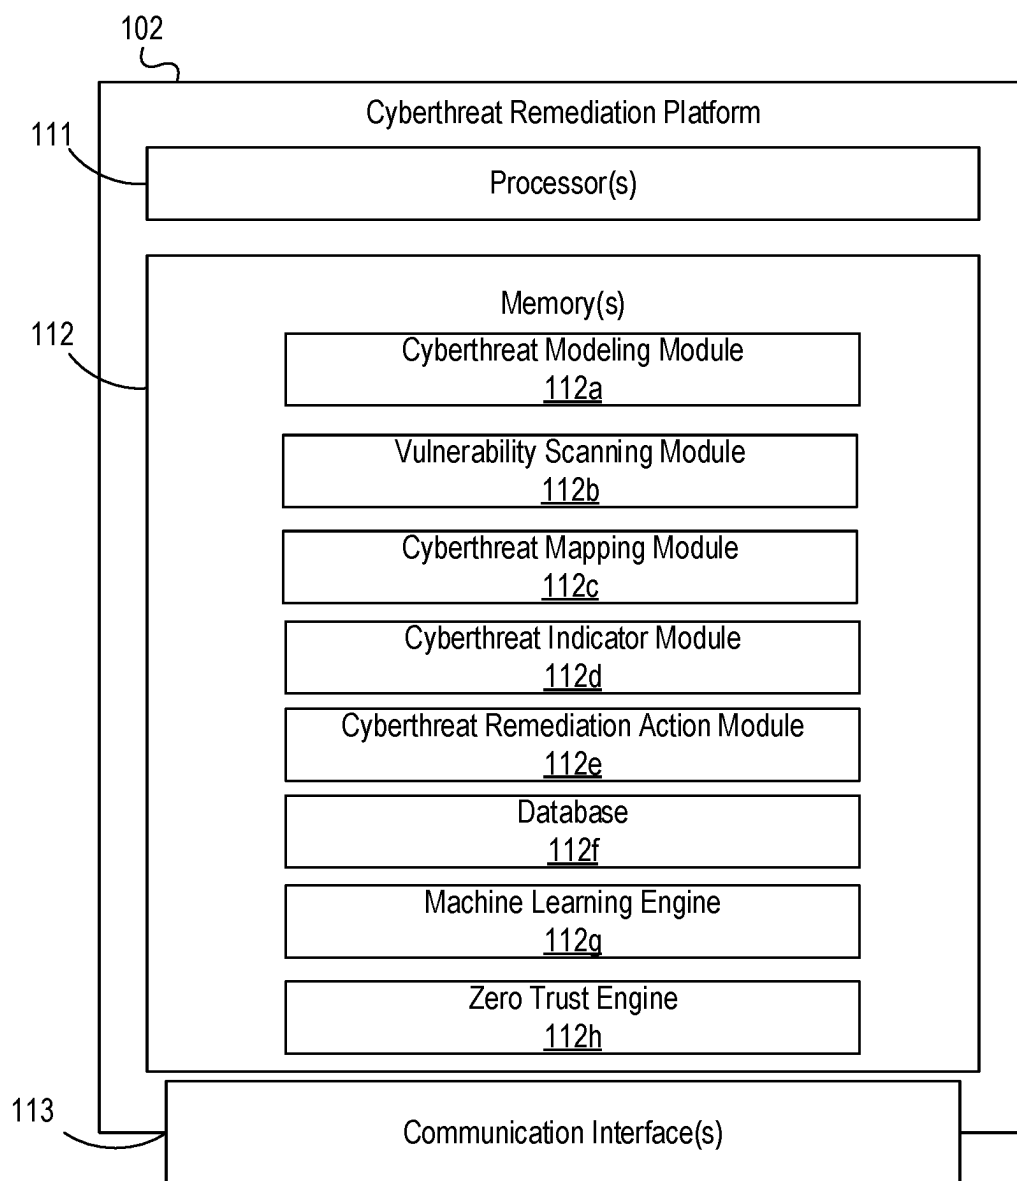 102
Cyberthreat Remediation Platform
111
Processor(s)
Memory(s)
112
Cyberthreat Modeling Module
112a
Vulnerability Scanning Module
112b
Cyberthreat Mapping Module
112c
Cyberthreat Indicator Module
112d
Cyberthreat Remediation Action Module
112e
Database
112f
Machine Learning Engine
112g
Zero Trust Engine
112h
113
Communication Interface(s)